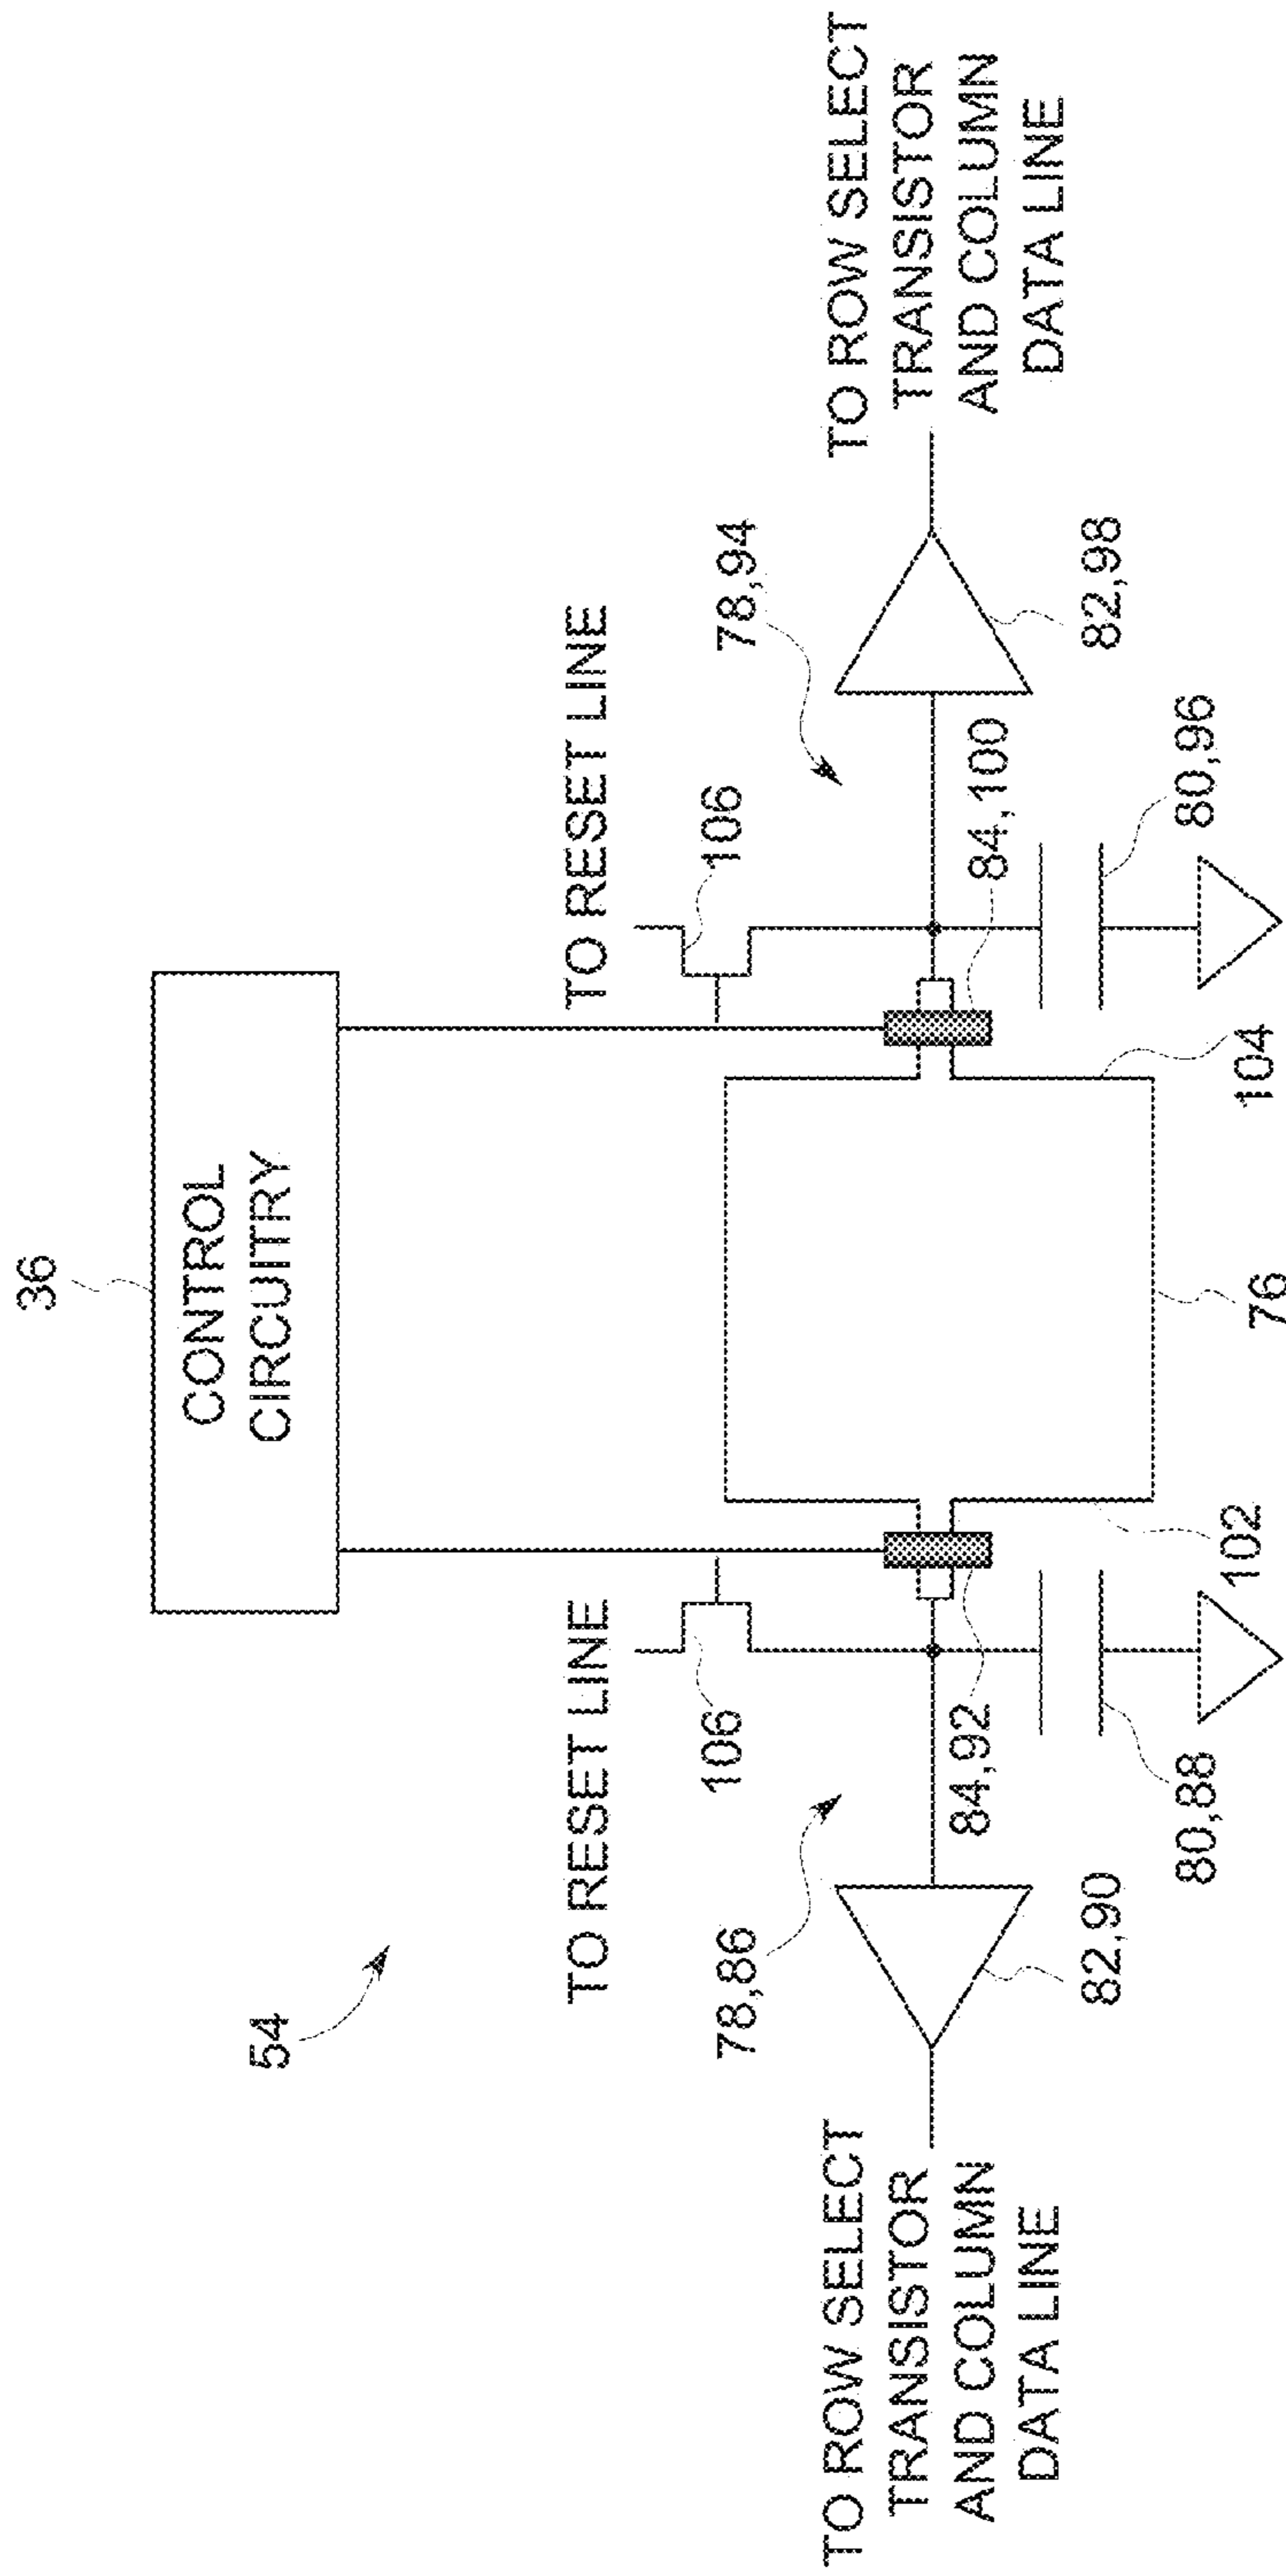 36
CONTROL
CIRCUITRY
54
TO RESET LINE
TO RESET LINE
106
106
78,86
78,94
TO ROW SELECT
TRANSISTOR
AND COLUMN
DATA LINE
84,92
84,100
TO ROW SELECT
TRANSISTOR
AND COLUMN
DATA LINE
82,90
80,88
102
76
104
80,96
82,98